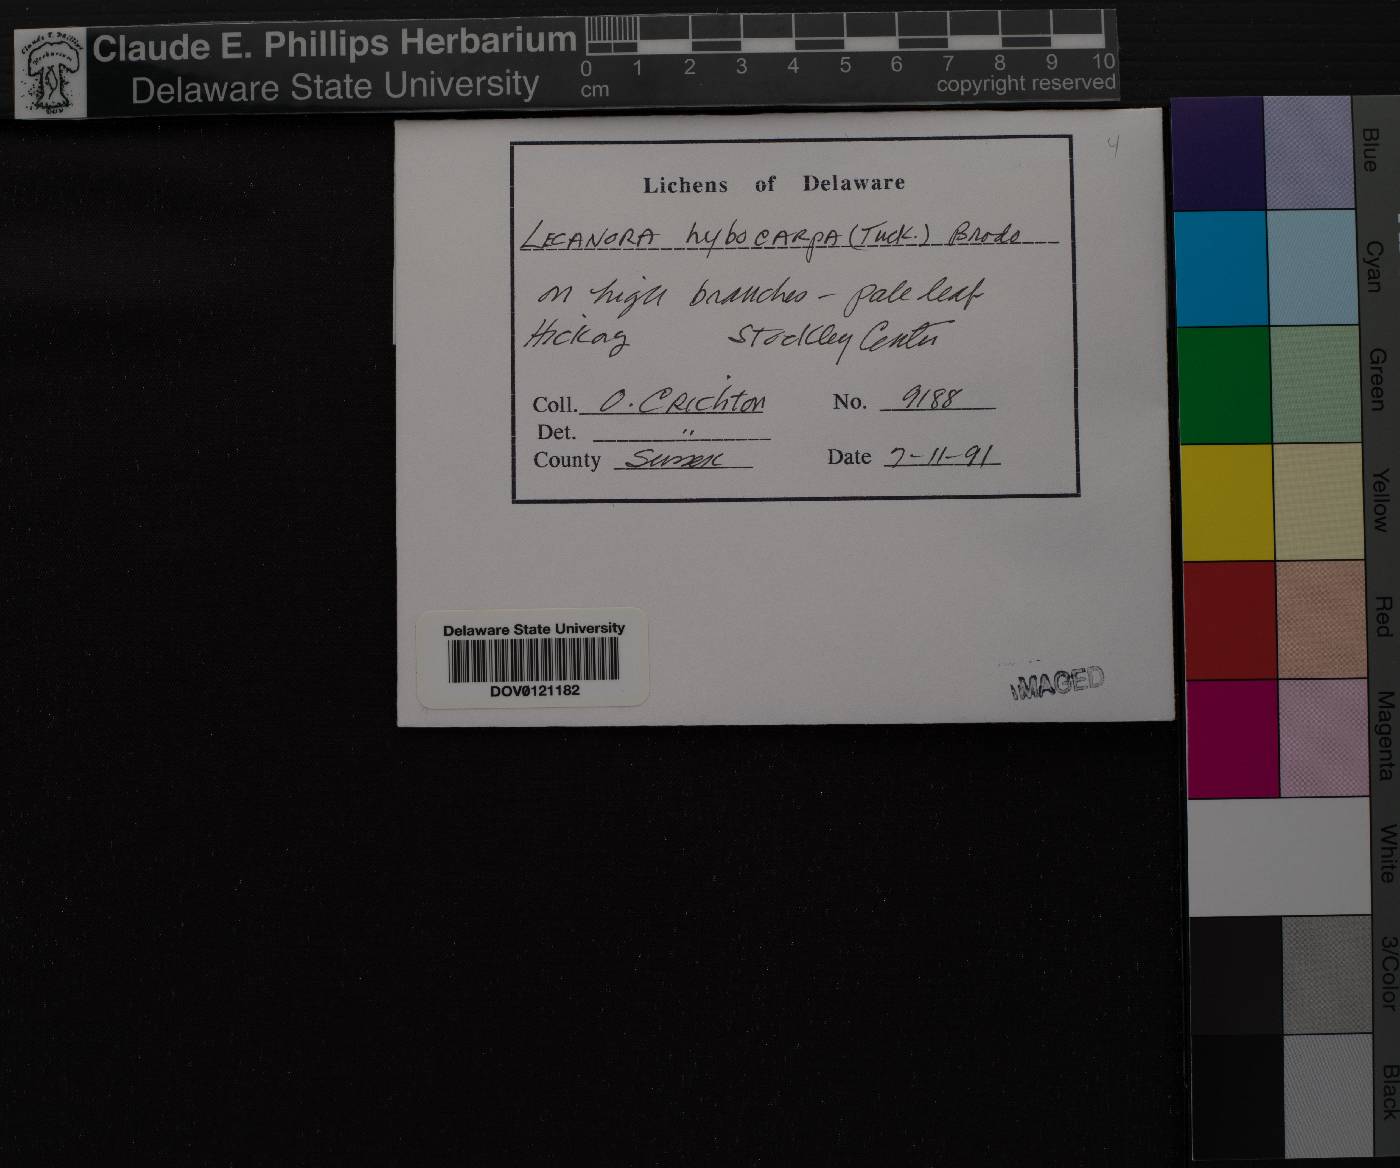 Claude E. Phillips Herbarium
Delaware State University
0 1 2 3 4 5 6 7 8 9 10
cm
copyright reserved
4
Lichens of Delaware
LECANORA hybocARpA (Tuck.) Brodo
on high branches - pale leaf
Hickory Stockley Center
Coll. O. CRichton No. 9188
Det. "
County Sussex Date 7-11-91
Delaware State University
DOV0121182
IMAGED
Blue
Cyan
Green
Yellow
Red
Magenta
White
3/Color
Black